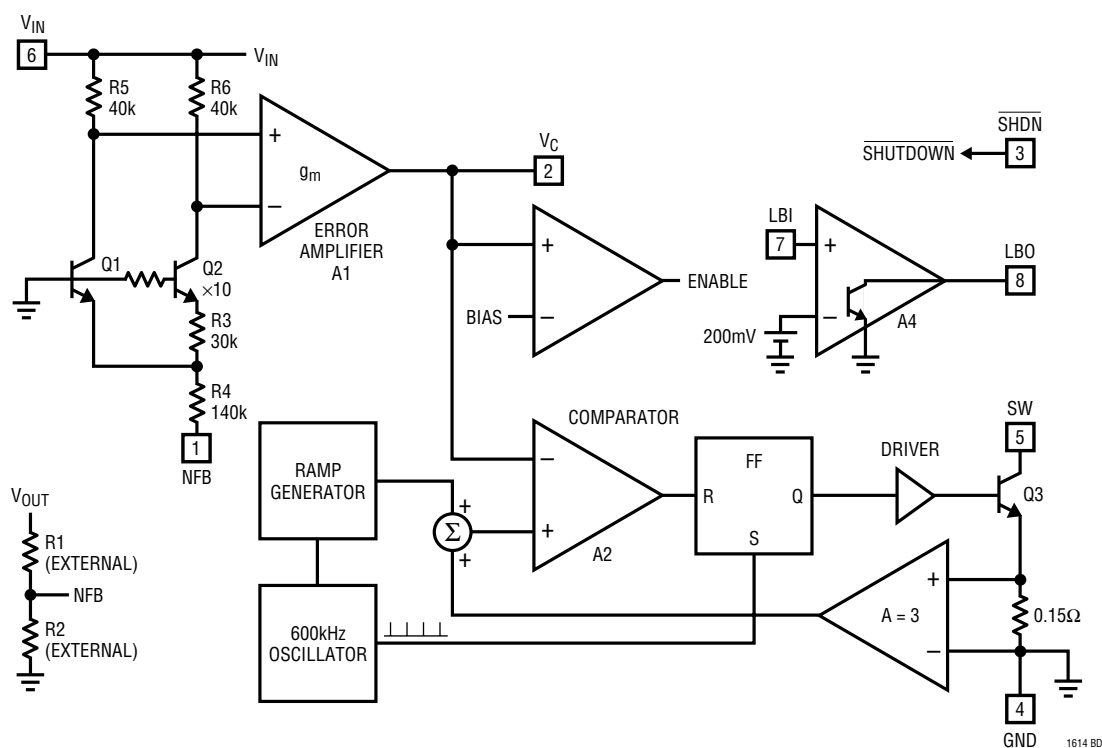 V_IN
6
V_IN
R5
40k
R6
40k
+
g_m
−
ERROR
AMPLIFIER
A1
V_C
2
SHDN
3
SHUTDOWN
LBI
7
+
−
200mV
A4
LBO
8
+
BIAS
−
ENABLE
Q1
Q2
×10
R3
30k
R4
140k
1
NFB
V_OUT
R1
(EXTERNAL)
NFB
R2
(EXTERNAL)
RAMP
GENERATOR
600kHz
OSCILLATOR
+
Σ
+
COMPARATOR
−
+
A2
FF
R
Q
S
DRIVER
SW
5
Q3
+
A = 3
−
0.15Ω
4
GND
1614 BD